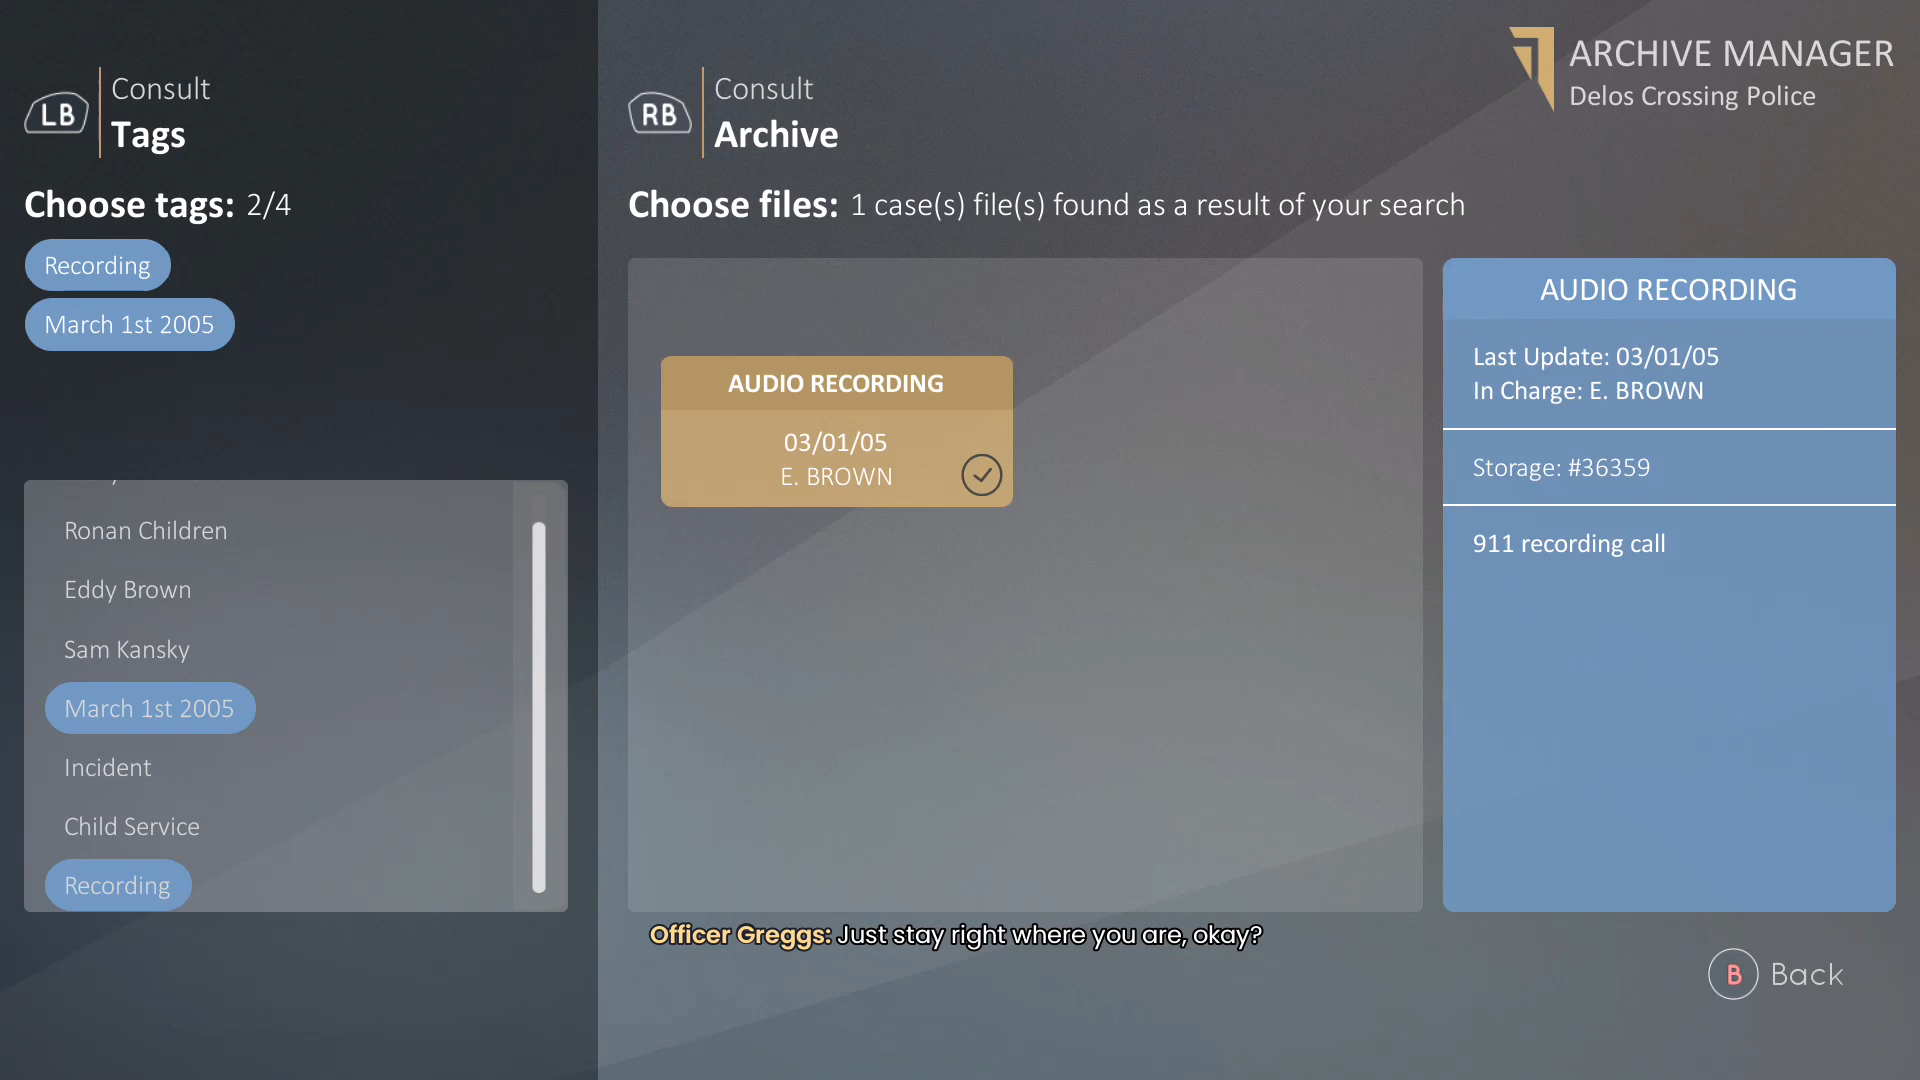 LB
Consult
Tags
Choose tags: 2/4
Recording
March 1st 2005
Ronan Children
Eddy Brown
Sam Kansky
March 1st 2005
Incident
Child Service
Recording
RB
Consult
Archive
ARCHIVE MANAGER
Delos Crossing Police
Choose files: 1 case(s) file(s) found as a result of your search
AUDIO RECORDING
03/01/05
E. BROWN
AUDIO RECORDING
Last Update: 03/01/05
In Charge: E. BROWN
Storage: #36359
911 recording call
Officer Greggs: Just stay right where you are, okay?
B Back